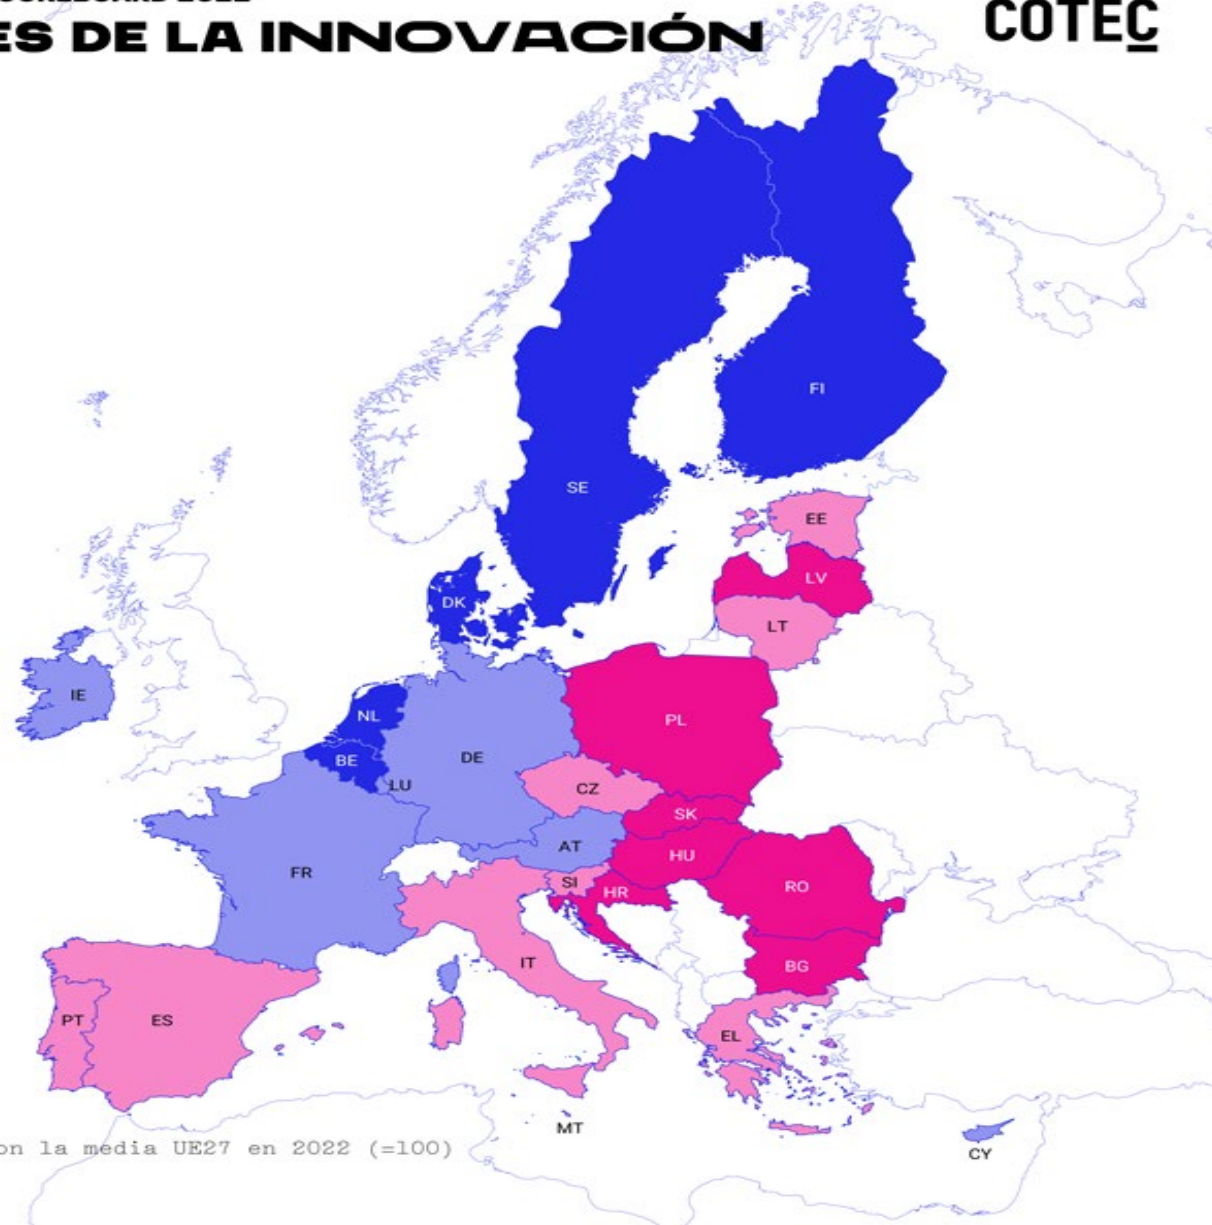 ES DE LA INNOVACIÓN
COTEC
FI
SE
EE
LV
DK
LT
IE
NL
PL
BE
DE
LU
CZ
SK
AT
HU
FR
SI
HR
RO
IT
BG
PT
ES
EL
MT
on la media UE27 en 2022 (=100)
CY